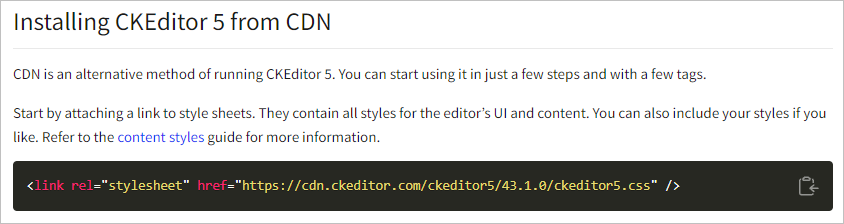 Installing CKEditor 5 from CDN
CDN is an alternative method of running CKEditor 5. You can start using it in just a few steps and with a few tags.
Start by attaching a link to style sheets. They contain all styles for the editor’s UI and content. You can also include your styles if you
like. Refer to the content styles guide for more information.
<link rel="stylesheet" href="https://cdn.ckeditor.com/ckeditor5/43.1.0/ckeditor5.css" />